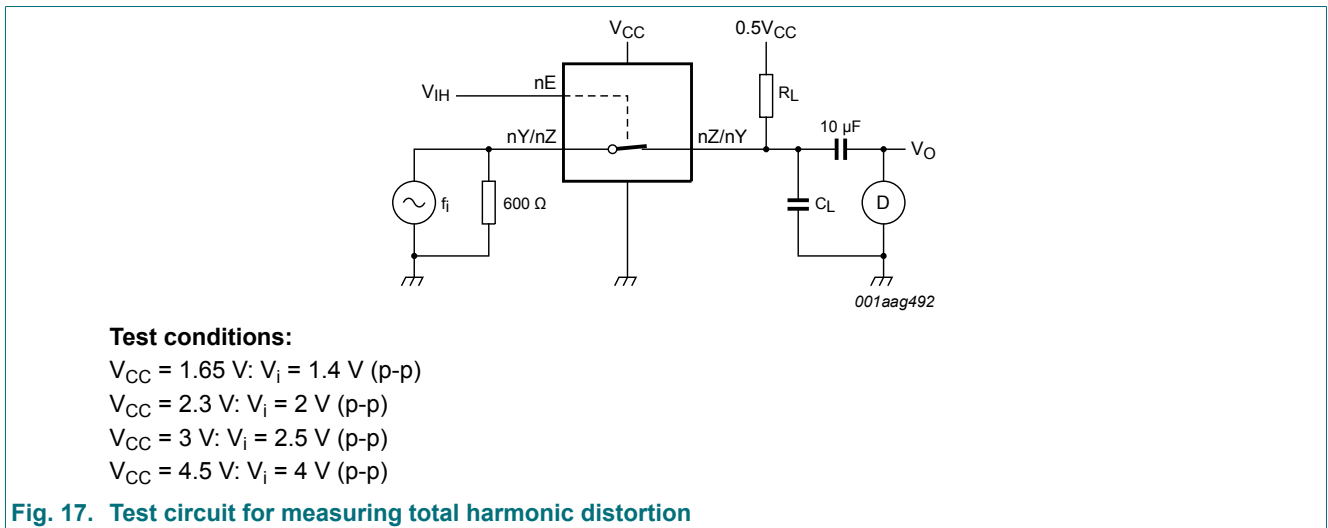 VCC
0.5VCC
VIH
nE
RL
nY/nZ
nZ/nY
10 µF
VO
fi
600 Ω
CL
D
001aag492
Test conditions:
VCC = 1.65 V: Vi = 1.4 V (p-p)
VCC = 2.3 V: Vi = 2 V (p-p)
VCC = 3 V: Vi = 2.5 V (p-p)
VCC = 4.5 V: Vi = 4 V (p-p)
Fig. 17. Test circuit for measuring total harmonic distortion